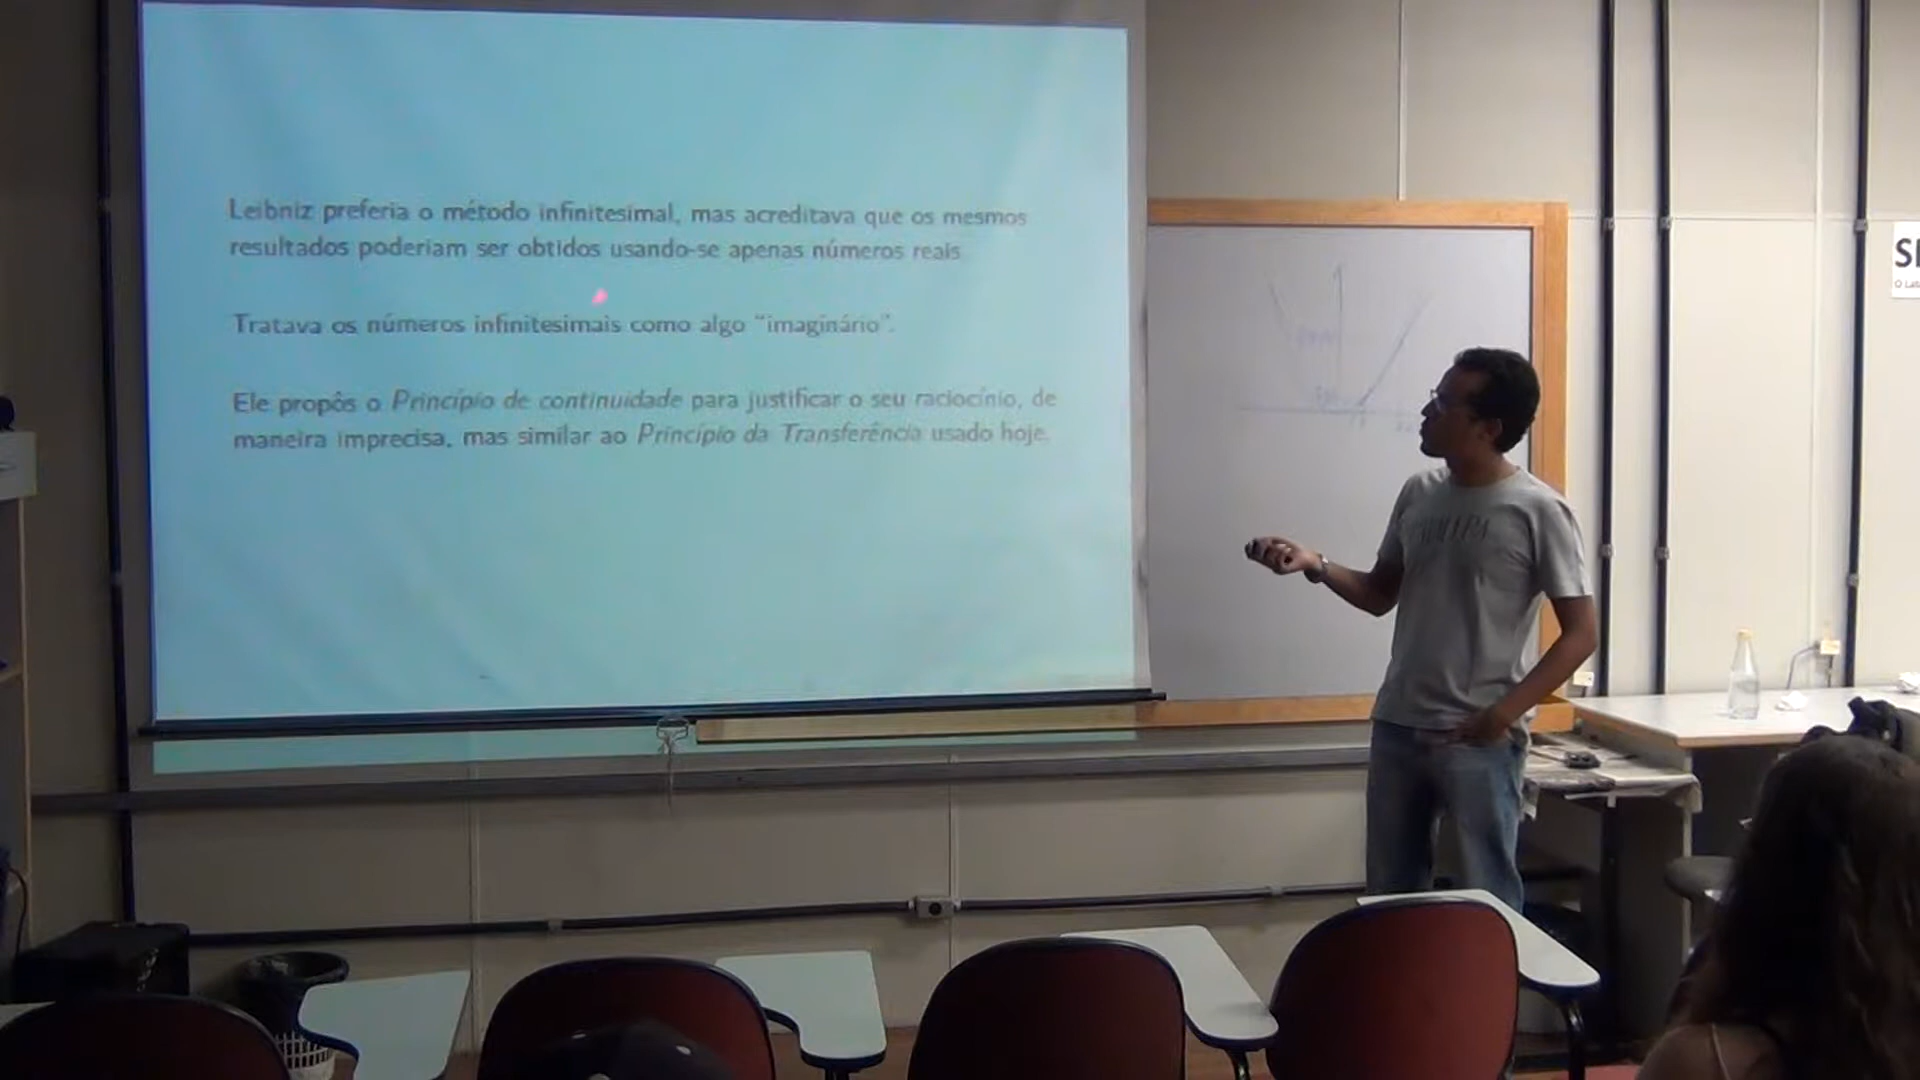 Leibniz preferia o método infinitesimal, mas acreditava que os mesmos
resultados poderiam ser obtidos usando-se apenas números reais.
Tratava os números infinitesimais como algo “imaginário”.
Ele propôs o Princípio de continuidade para justificar o seu raciocínio, de
maneira imprecisa, mas similar ao Princípio da Transferência usado hoje.